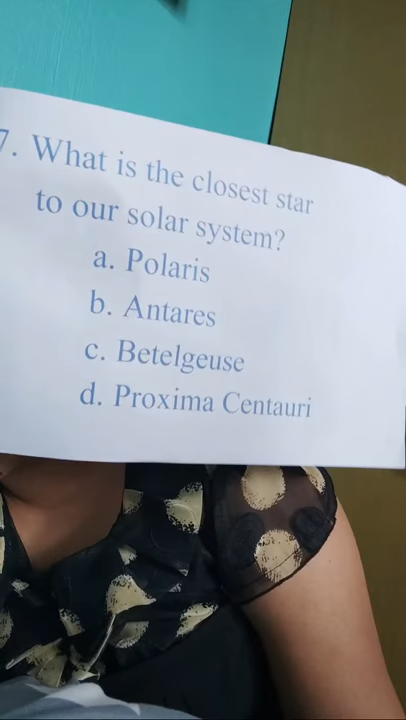 7. What is the closest star
to our solar system?
a. Polaris
b. Antares
c. Betelgeuse
d. Proxima Centauri